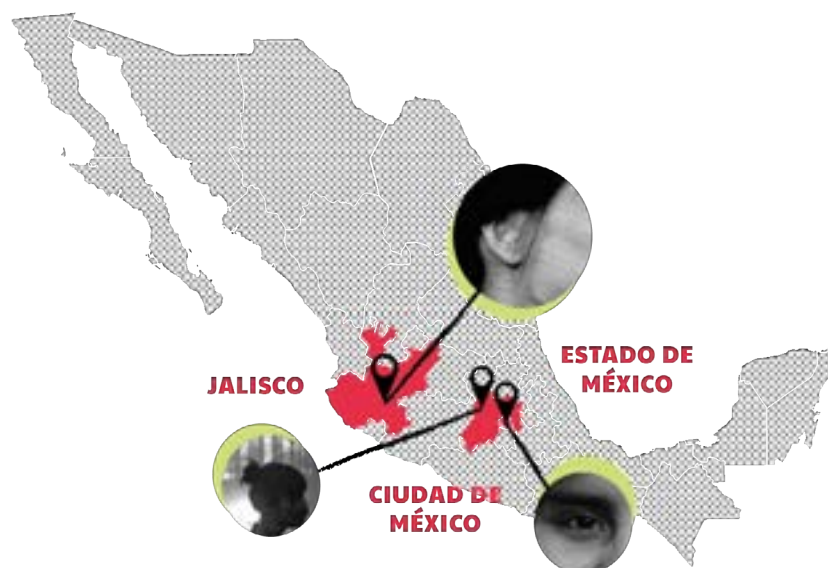 ESTADO DE
MÉXICO
JALISCO
CIUDAD DE
MÉXICO